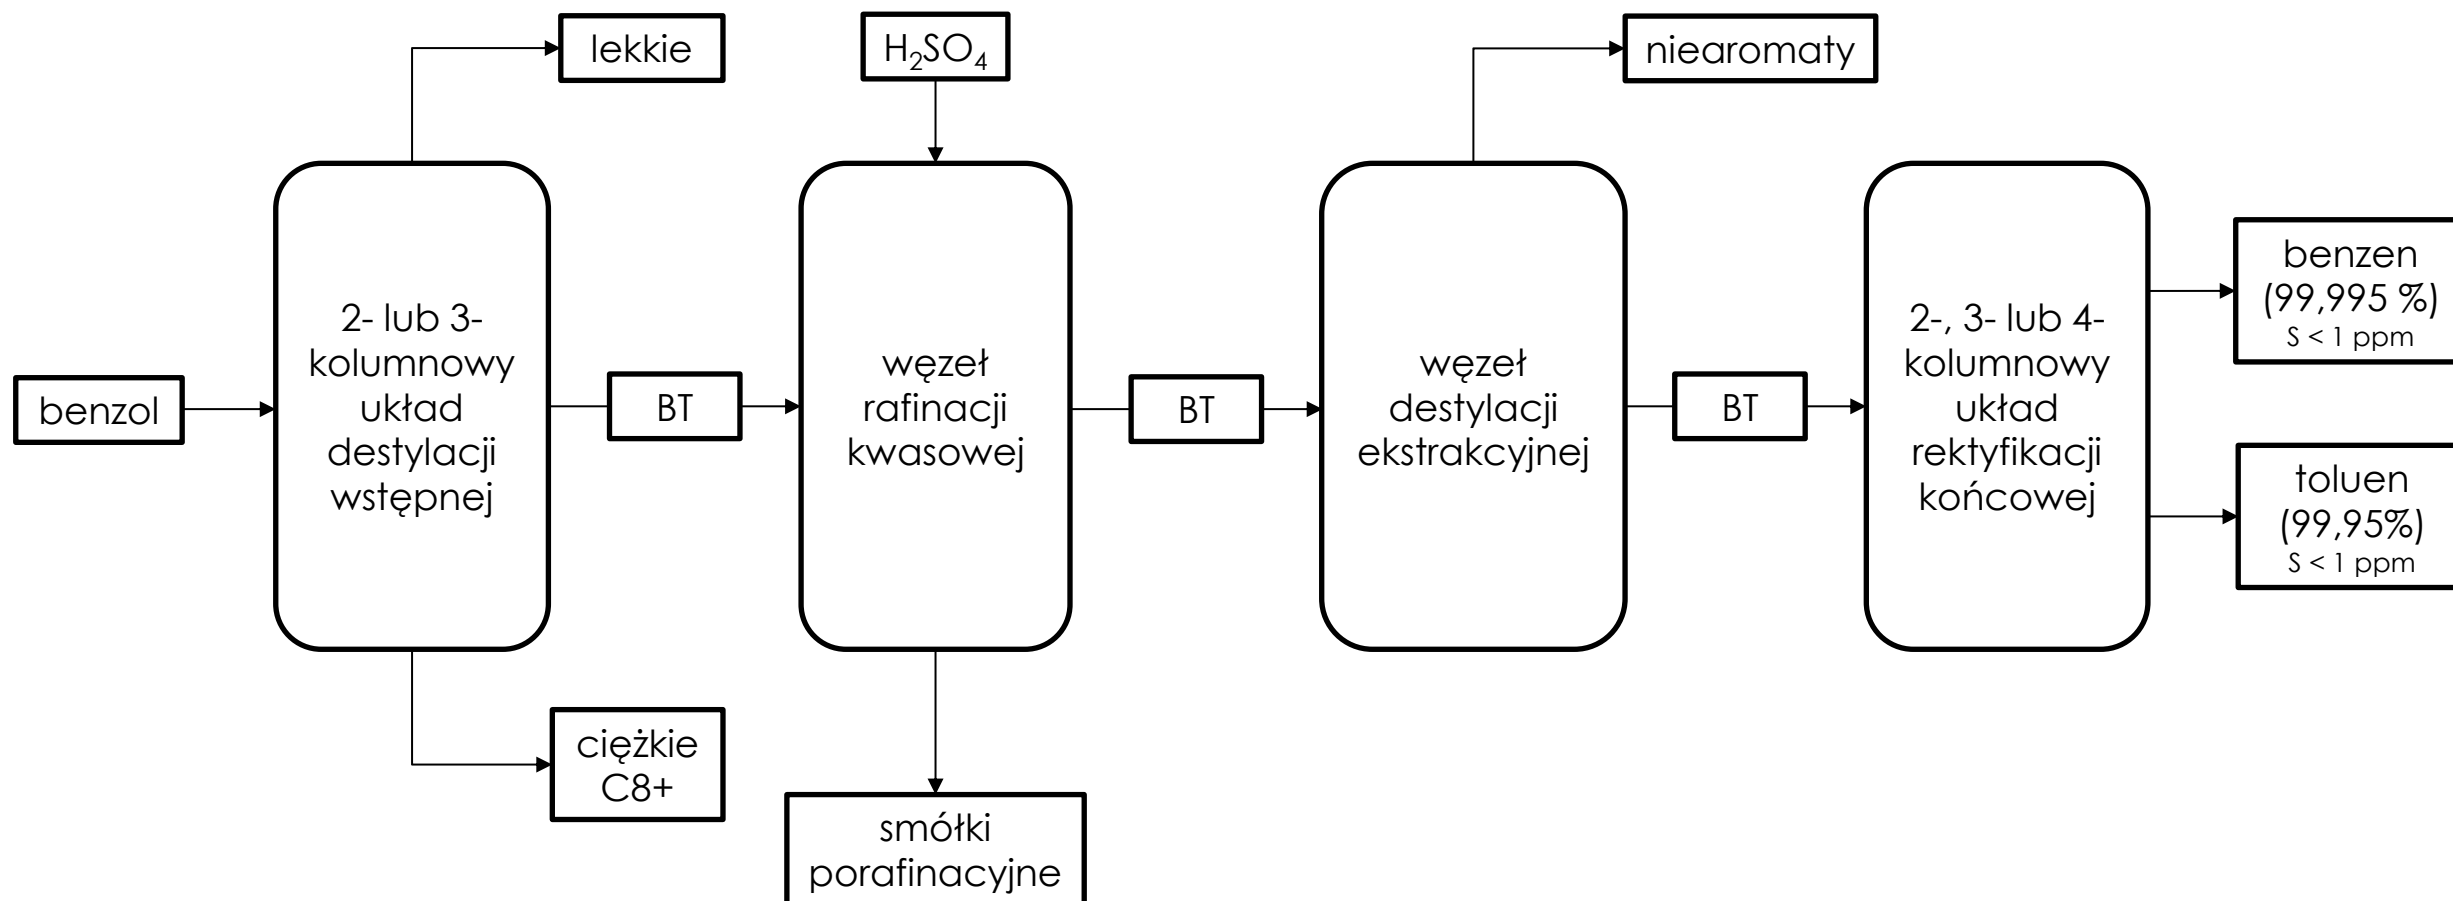 lekkie
H₂SO₄
niearomaty
benzol
2- lub 3-
kolumnowy
układ
destylacji
wstępnej
BT
węzeł
rafinacji
kwasowej
BT
węzeł
destylacji
ekstrakcyjnej
BT
2-, 3- lub 4-
kolumnowy
układ
rektyfikacji
końcowej
benzen
(99,995 %)
S < 1 ppm
toluen
(99,95%)
S < 1 ppm
ciężkie
C8+
smółki
porafinacyjne